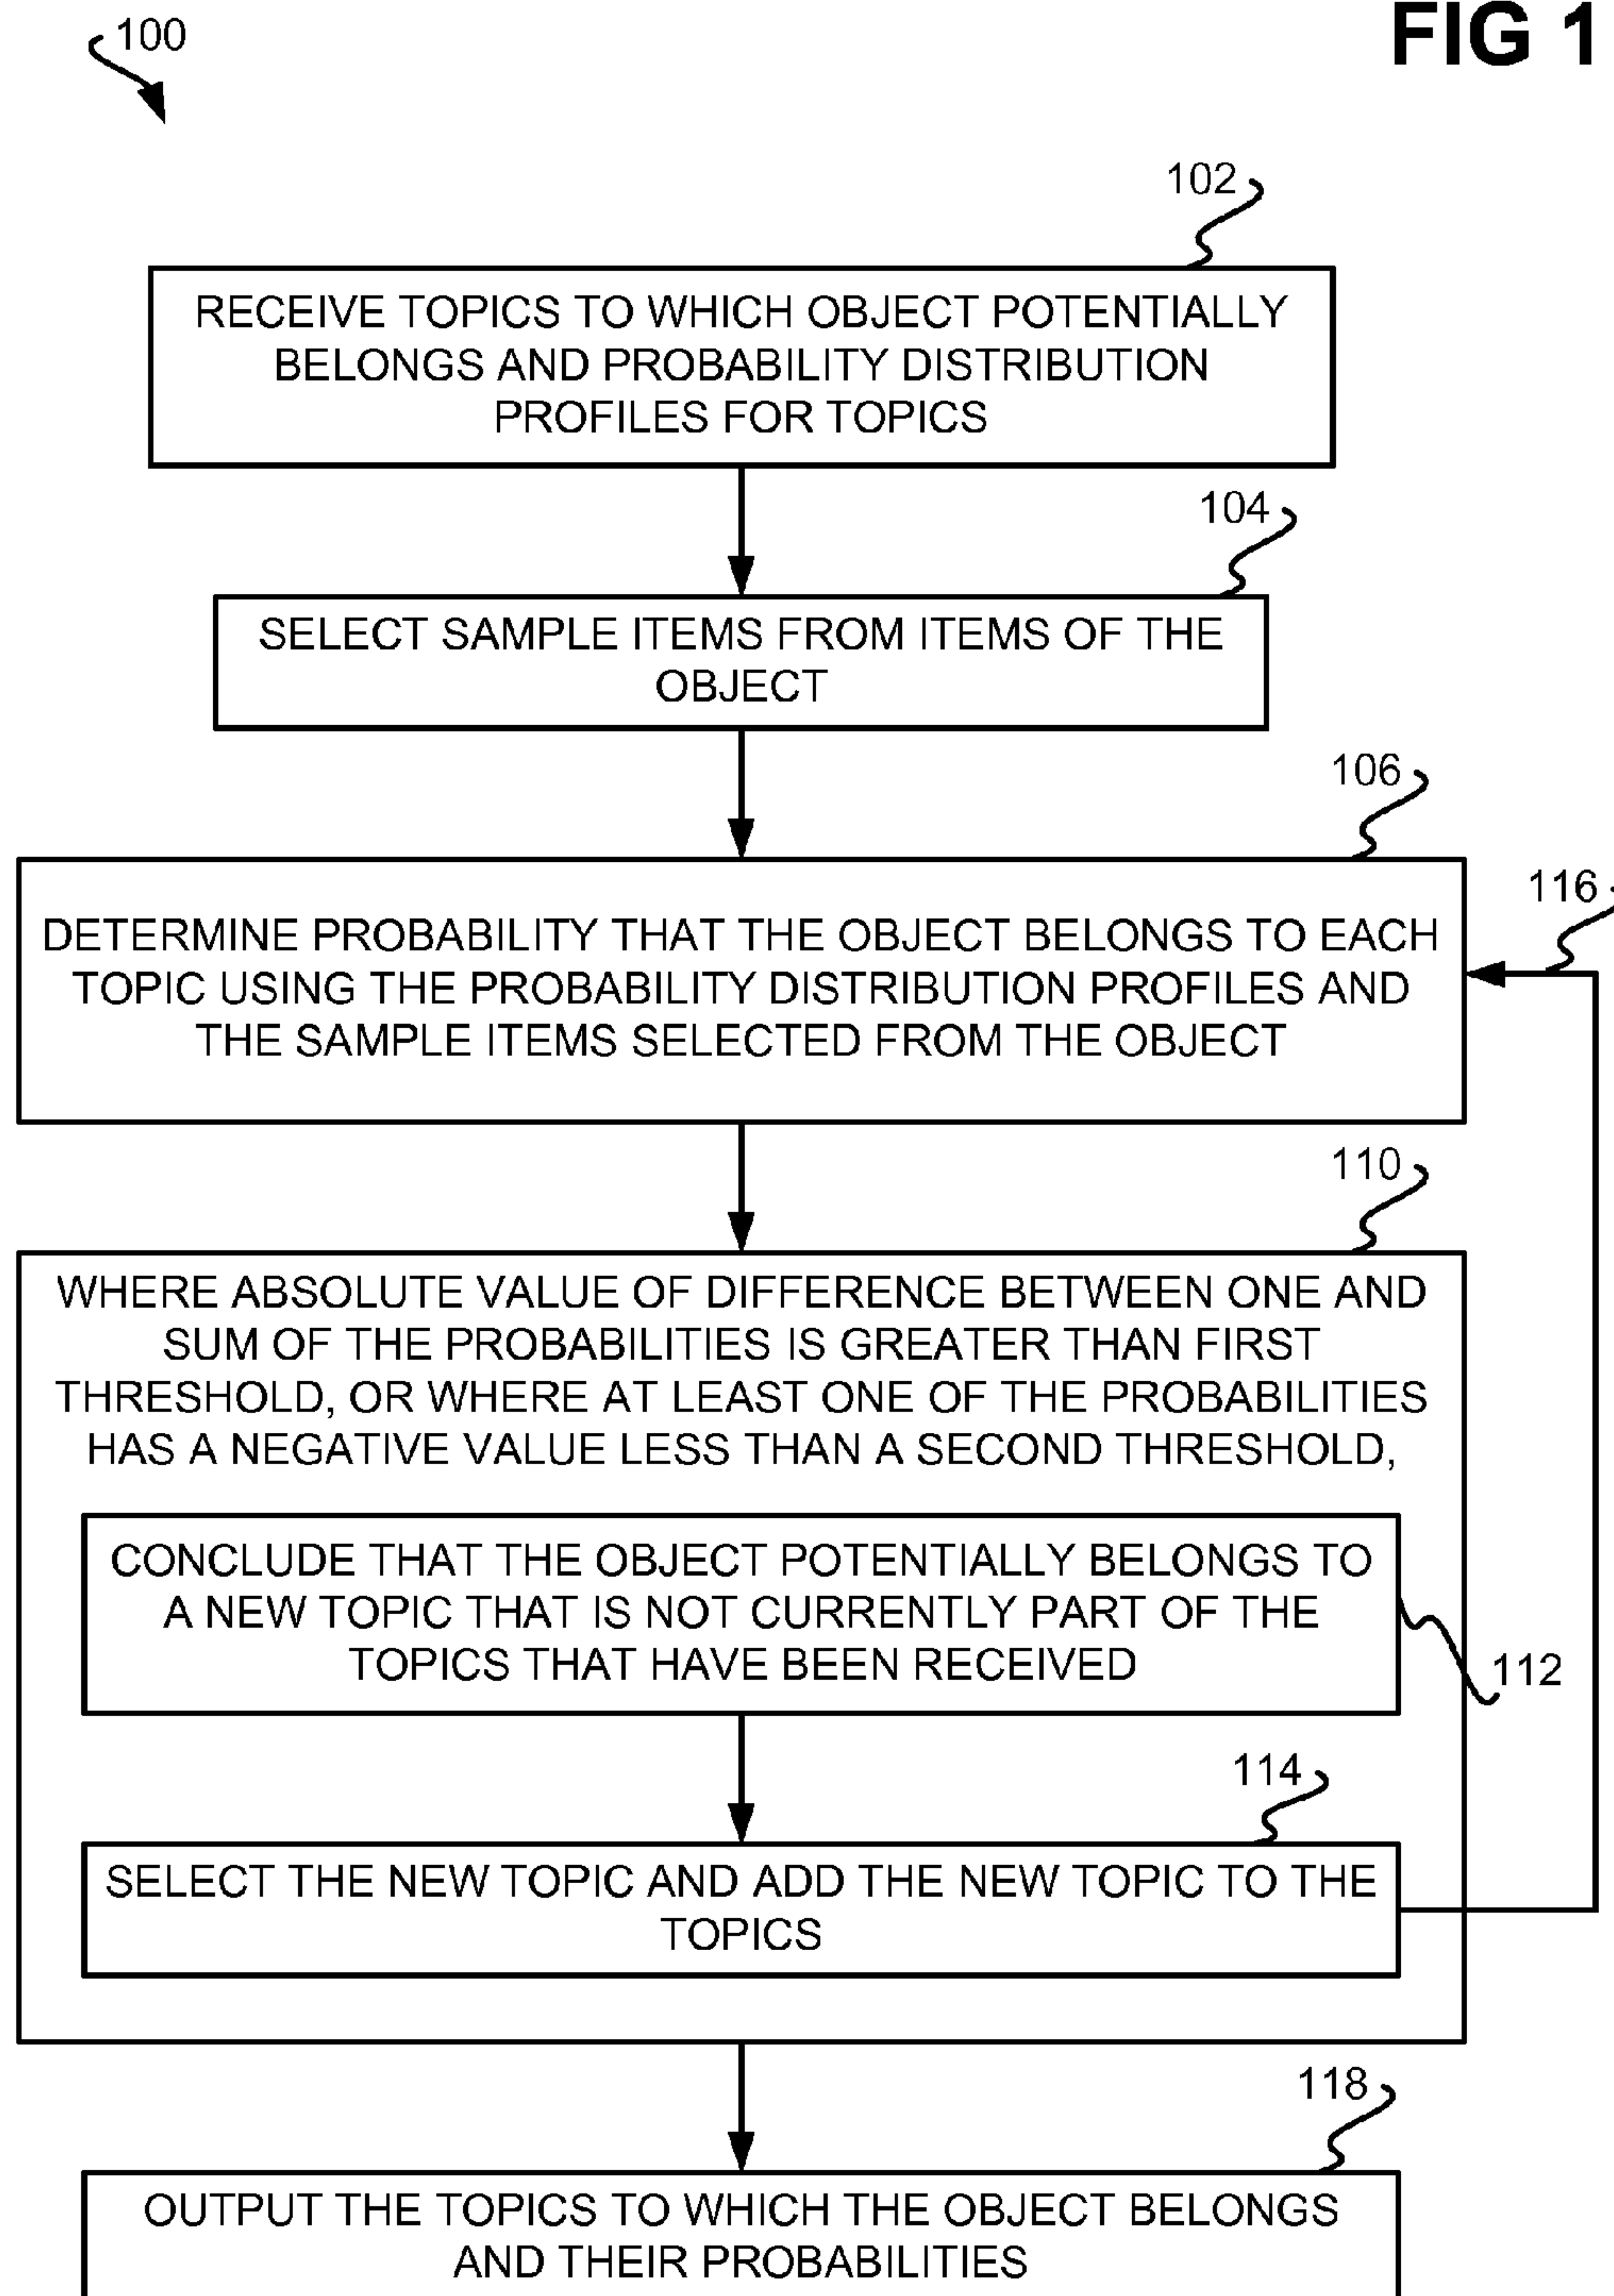 100
FIG 1
102
RECEIVE TOPICS TO WHICH OBJECT POTENTIALLY
BELONGS AND PROBABILITY DISTRIBUTION
PROFILES FOR TOPICS
104
SELECT SAMPLE ITEMS FROM ITEMS OF THE
OBJECT
106
116
DETERMINE PROBABILITY THAT THE OBJECT BELONGS TO EACH
TOPIC USING THE PROBABILITY DISTRIBUTION PROFILES AND
THE SAMPLE ITEMS SELECTED FROM THE OBJECT
110
WHERE ABSOLUTE VALUE OF DIFFERENCE BETWEEN ONE AND
SUM OF THE PROBABILITIES IS GREATER THAN FIRST
THRESHOLD, OR WHERE AT LEAST ONE OF THE PROBABILITIES
HAS A NEGATIVE VALUE LESS THAN A SECOND THRESHOLD,
CONCLUDE THAT THE OBJECT POTENTIALLY BELONGS TO
A NEW TOPIC THAT IS NOT CURRENTLY PART OF THE
TOPICS THAT HAVE BEEN RECEIVED
112
114
SELECT THE NEW TOPIC AND ADD THE NEW TOPIC TO THE
TOPICS
118
OUTPUT THE TOPICS TO WHICH THE OBJECT BELONGS
AND THEIR PROBABILITIES